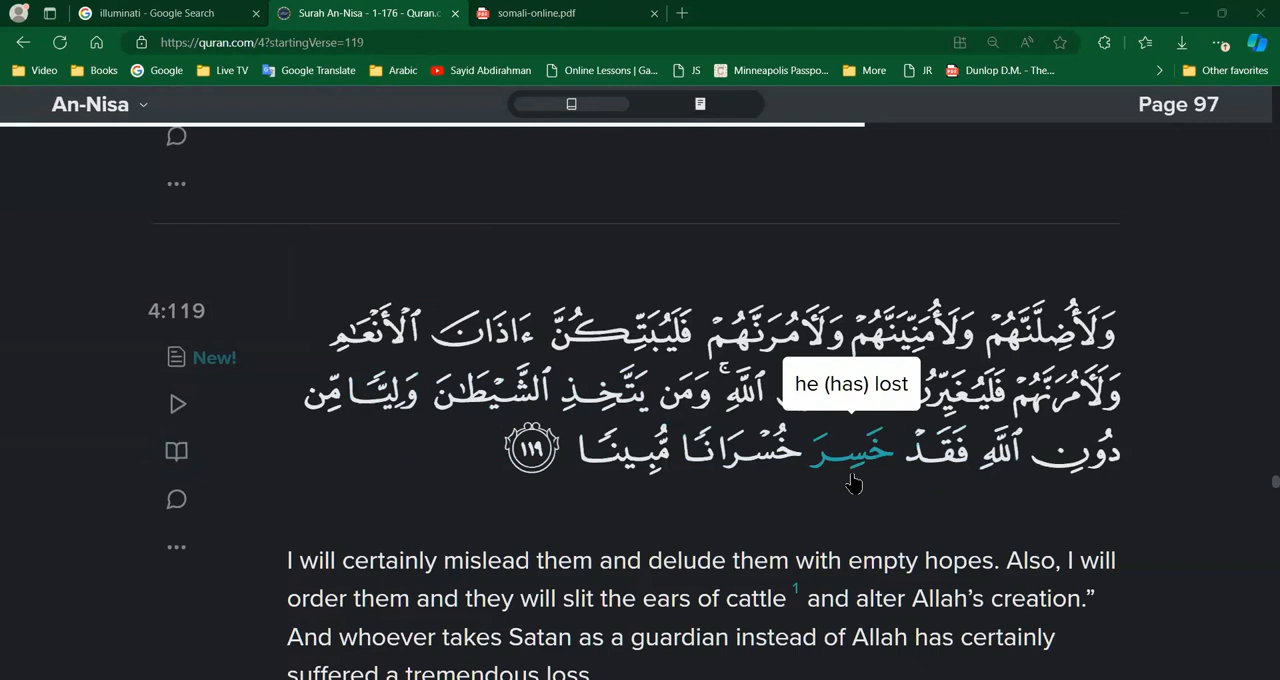 illuminati - Google Search
Surah An-Nisa - 1-176 - Quran.c
somali-online.pdf
https://quran.com/4?startingVerse=119
Video
Books
Google
Live TV
Google Translate
Arabic
Sayid Abdirahman
Online Lessons | Ga...
JS
Minneapolis Passpo...
More
JR
Dunlop D.M. - The...
Other favorites
An-Nisa
Page 97
4:119
New!
وَلَأُضِلَّنَّهُمْ وَلَأُمَنِّيَنَّهُمْ وَلَـَٔامُرَنَّهُمْ فَلَيُبَتِّكُنَّ ءَاذَانَ ٱلْأَنْعَـٰمِ
وَلَـَٔامُرَنَّهُمْ فَلَيُغَيِّرُ ٱللَّهِ ۚ وَمَن يَتَّخِذِ ٱلشَّيْطَـٰنَ وَلِيًّا مِّن
he (has) lost
دُونِ ٱللَّهِ فَقَدْ خَسِرَ خُسْرَانًا مُّبِينًا ١١٩
I will certainly mislead them and delude them with empty hopes. Also, I will
order them and they will slit the ears of cattle 1 and alter Allah’s creation.”
And whoever takes Satan as a guardian instead of Allah has certainly
suffered a tremendous loss.